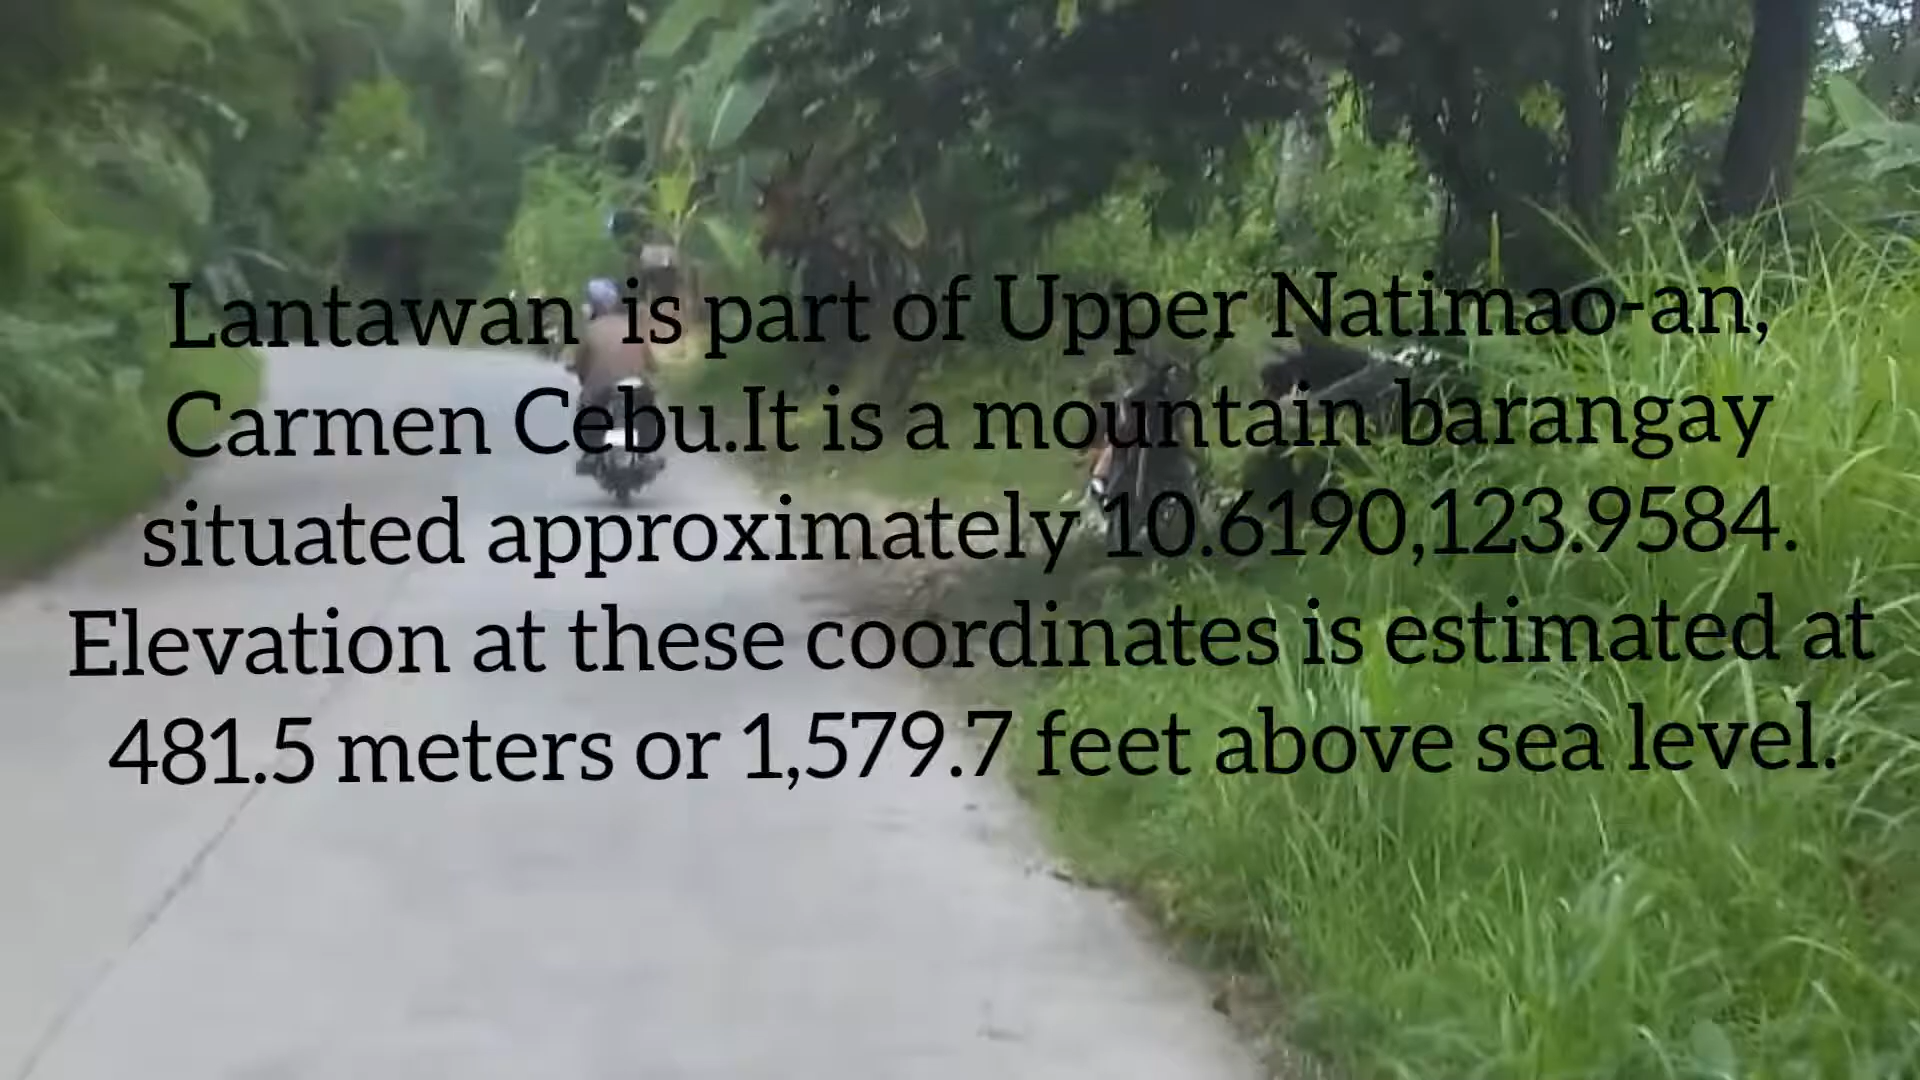 Lantawan is part of Upper Natimao-an,
Carmen Cebu.It is a mountain barangay
situated approximately 10.6190,123.9584.
Elevation at these coordinates is estimated at
481.5 meters or 1,579.7 feet above sea level.